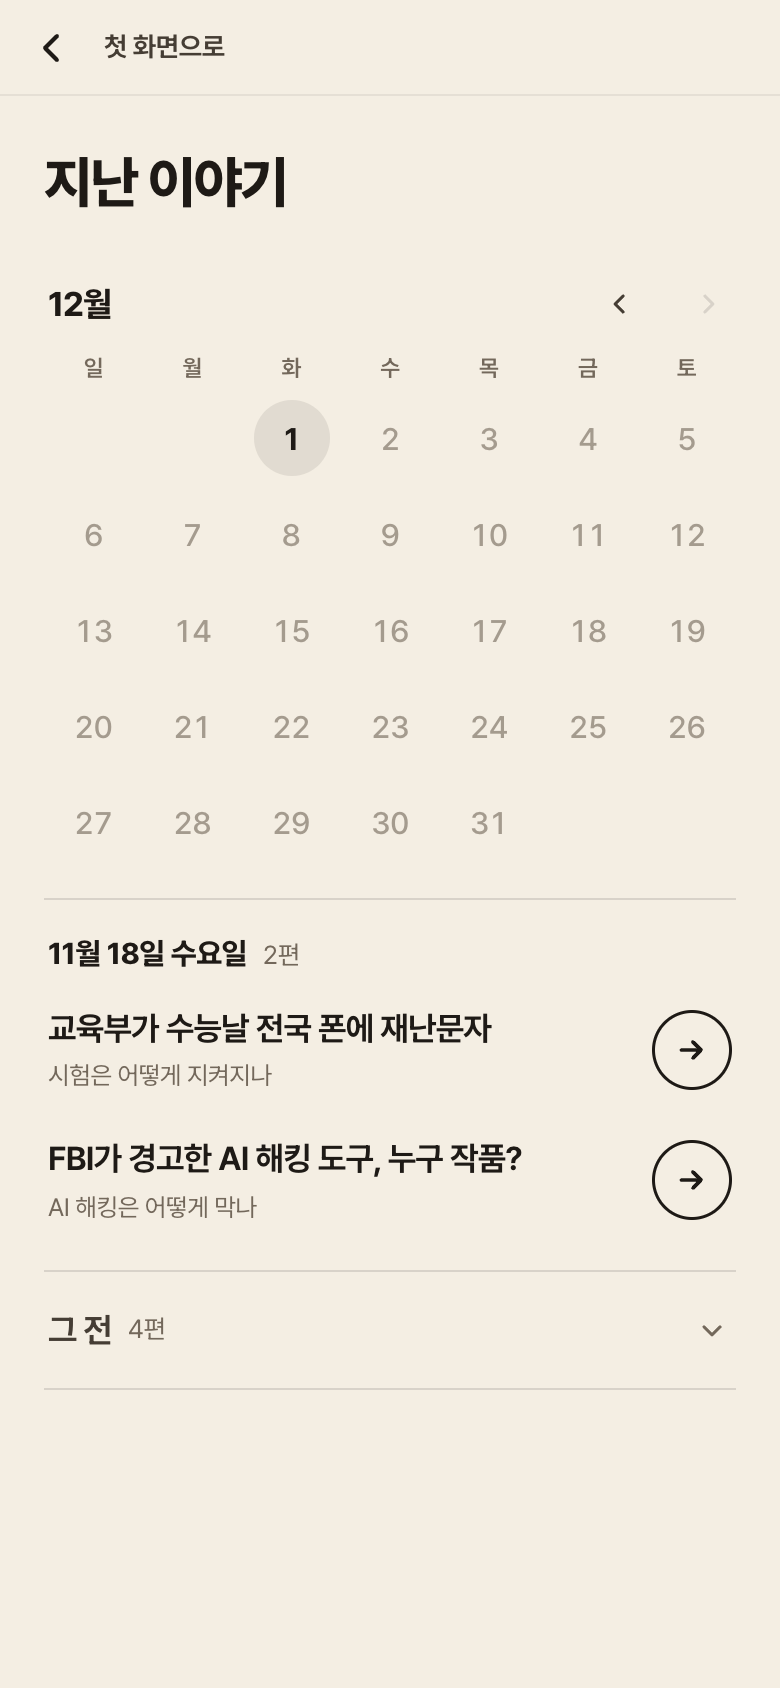 첫 화면으로
지난 이야기
12월
일 월 화 수 목 금 토
1 2 3 4 5
6 7 8 9 10 11 12
13 14 15 16 17 18 19
20 21 22 23 24 25 26
27 28 29 30 31
11월 18일 수요일 2편
교육부가 수능날 전국 폰에 재난문자
시험은 어떻게 지켜지나
FBI가 경고한 AI 해킹 도구, 누구 작품?
AI 해킹은 어떻게 막나
그 전 4편